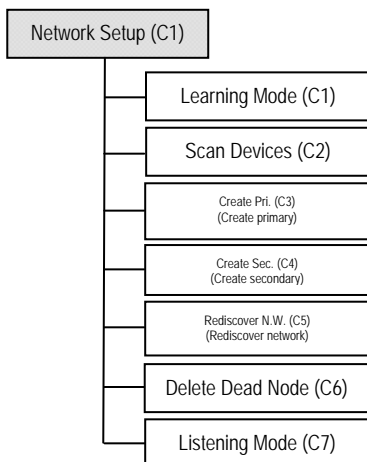 Network Setup (C1)
Learning Mode (C1)
Scan Devices (C2)
Create Pri. (C3)
(Create primary)
Create Sec. (C4)
(Create secondary)
Rediscover N.W. (C5)
(Rediscover network)
Delete Dead Node (C6)
Listening Mode (C7)